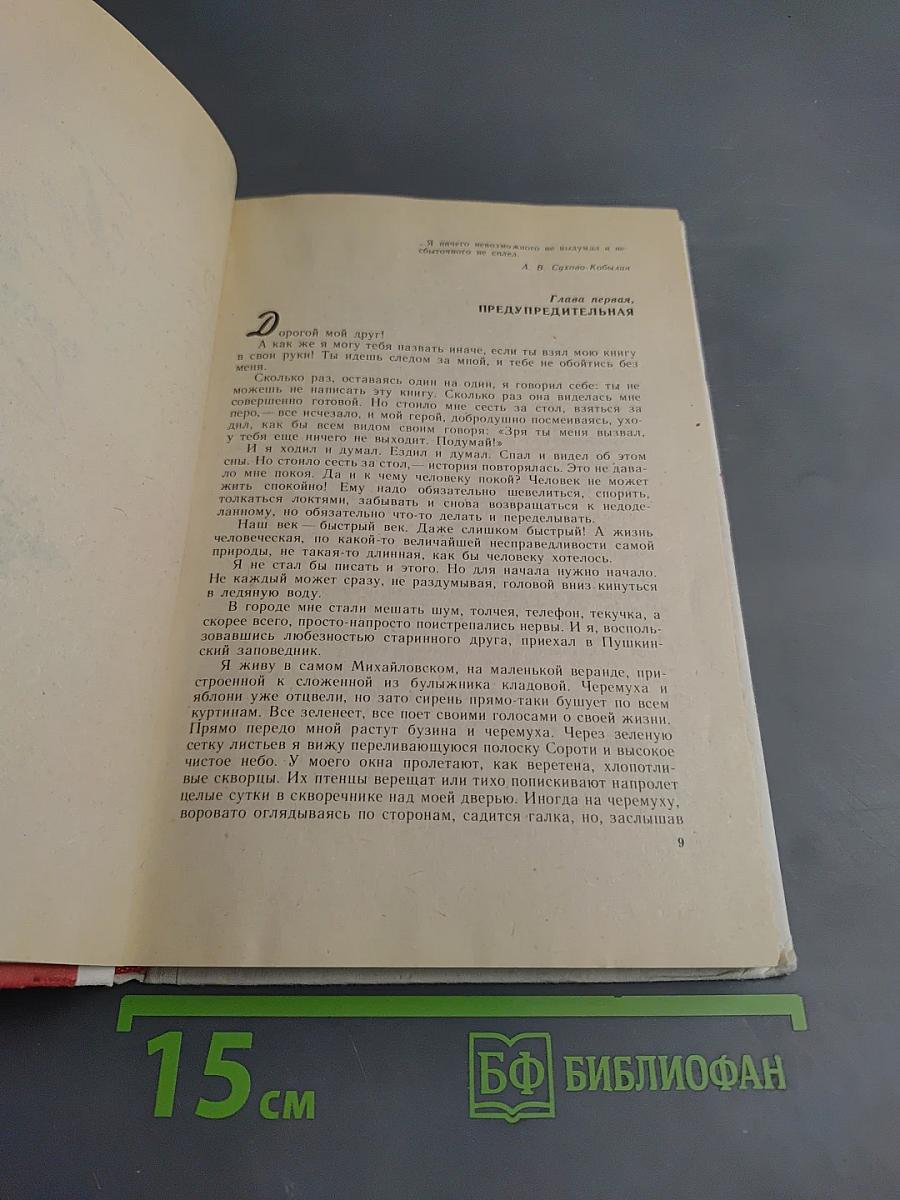 „Я ничего невозможного не выдумал и не-
сбыточного не сплел.
А. В. Сухово-Кобылин
Глава первая,
ПРЕДУПРЕДИТЕЛЬНАЯ
Дорогой мой друг!
А как же я могу тебя назвать иначе, если ты взял мою книгу
в свои руки! Ты идешь следом за мной, и тебе не обойтись без
меня.
Сколько раз, оставаясь один на один, я говорил себе: ты не
можешь не написать эту книгу. Сколько раз она виделась мне
совершенно готовой. Но стоило мне сесть за стол, взяться за
перо,— все исчезало, и мой герой, добродушно посмеиваясь, ухо-
дил, как бы всем видом своим говоря: «Зря ты меня вызвал,
у тебя еще ничего не выходит. Подумай!»
И я ходил и думал. Ездил и думал. Спал и видел об этом
сны. Но стоило сесть за стол,— история повторялась. Это не дава-
ло мне покоя. Да и к чему человеку покой? Человек не может
жить спокойно! Ему надо обязательно шевелиться, спорить,
толкаться локтями, забывать и снова возвращаться к недоде-
ланному, но обязательно что-то делать и переделывать.
Наш век — быстрый век. Даже слишком быстрый! А жизнь
человеческая, по какой-то величайшей несправедливости самой
природы, не такая-то длинная, как бы человеку хотелось.
Я не стал бы писать и этого. Но для начала нужно начало.
Не каждый может сразу, не раздумывая, головой вниз кинуться
в ледяную воду.
В городе мне стали мешать шум, толчея, телефон, текучка, а
скорее всего, просто-напросто поистрепались нервы. И я, восполь-
зовавшись любезностью старинного друга, приехал в Пушкин-
ский заповедник.
Я живу в самом Михайловском, на маленькой веранде, при-
строенной к сложенной из булыжника кладовой. Черемуха и
яблони уже отцвели, но зато сирень прямо-таки бушует по всем
куртинам. Все зеленеет, все поет своими голосами о своей жизни.
Прямо передо мной растут бузина и черемуха. Через зеленую
сетку листьев я вижу переливающуюся полоску Сороти и высокое
чистое небо. У моего окна пролетают, как веретена, хлопотли-
вые скворцы. Их птенцы верещат или тихо попискивают напролет
целые сутки в скворечнике над моей дверью. Иногда на черемуху,
воровато оглядываясь по сторонам, садится галка, но, заслышав
9
15 см
БФ БИБЛИОФАН